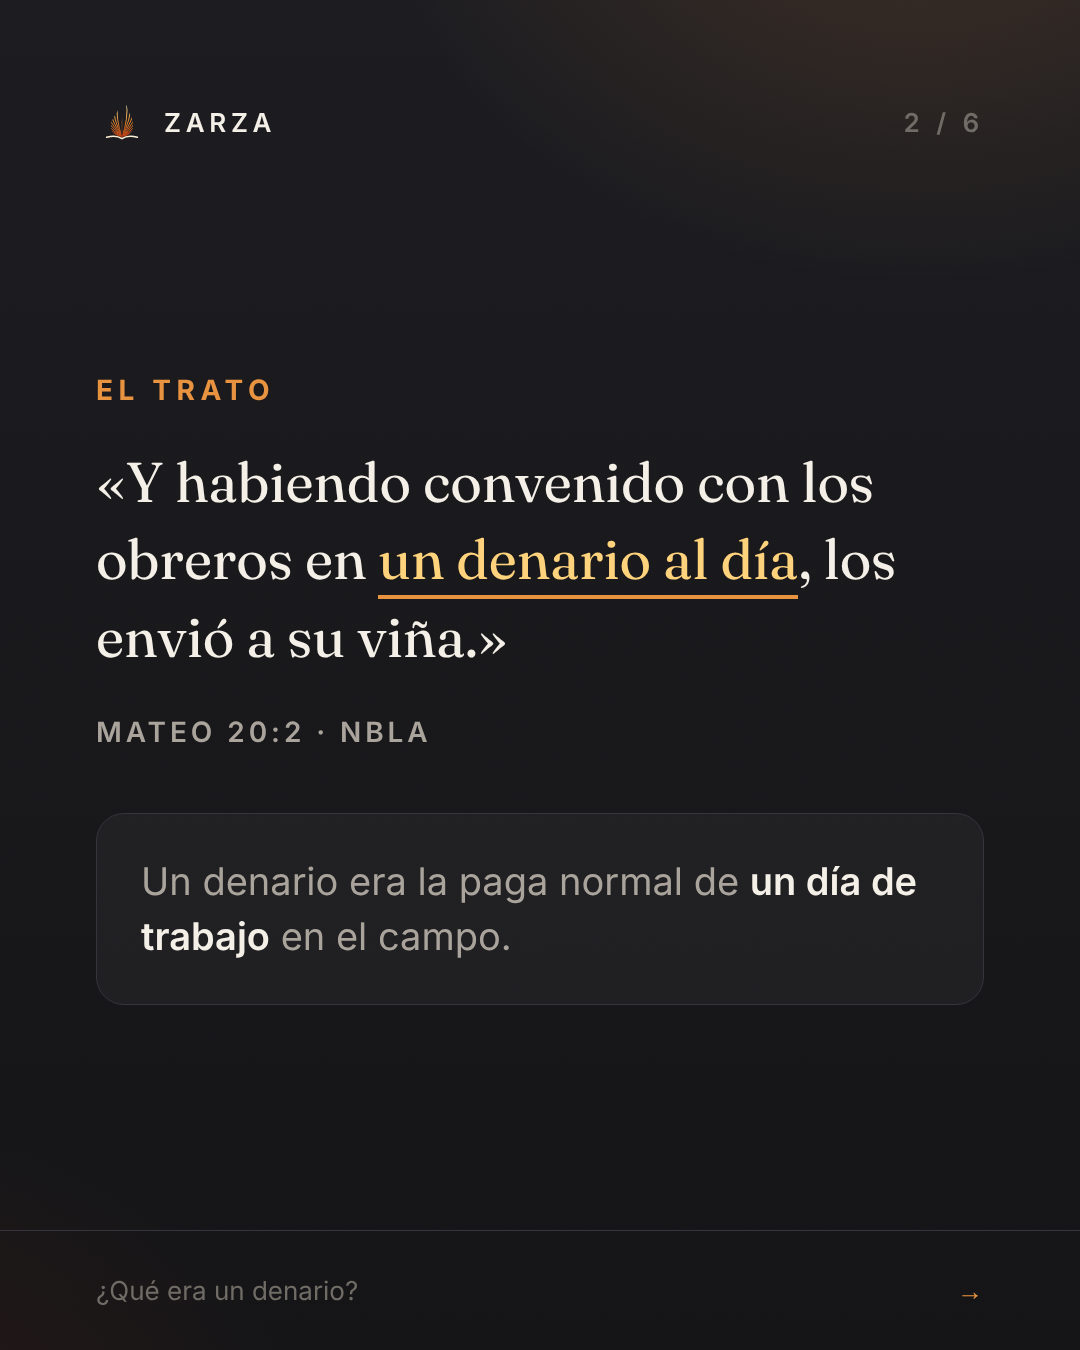 ZARZA
2 / 6
EL TRATO
«Y habiendo convenido con los
obreros en un denario al día, los
envió a su viña.»
MATEO 20:2 · NBLA
Un denario era la paga normal de un día de
trabajo en el campo.
¿Qué era un denario?
→